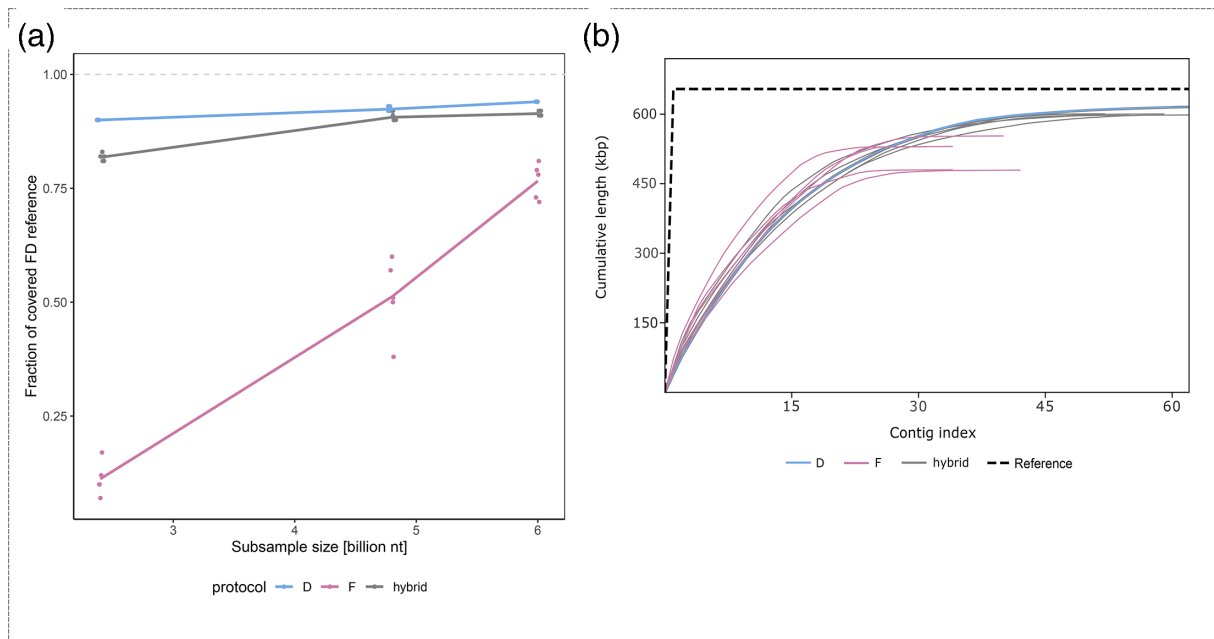 (a)
1.00
0.75
0.50
0.25
Fraction of covered FD reference
3
4
5
6
Subsample size [billion nt]
protocol D F hybrid
(b)
600
450
300
150
Cumulative length (kbp)
15
30
45
60
Contig index
D F hybrid Reference